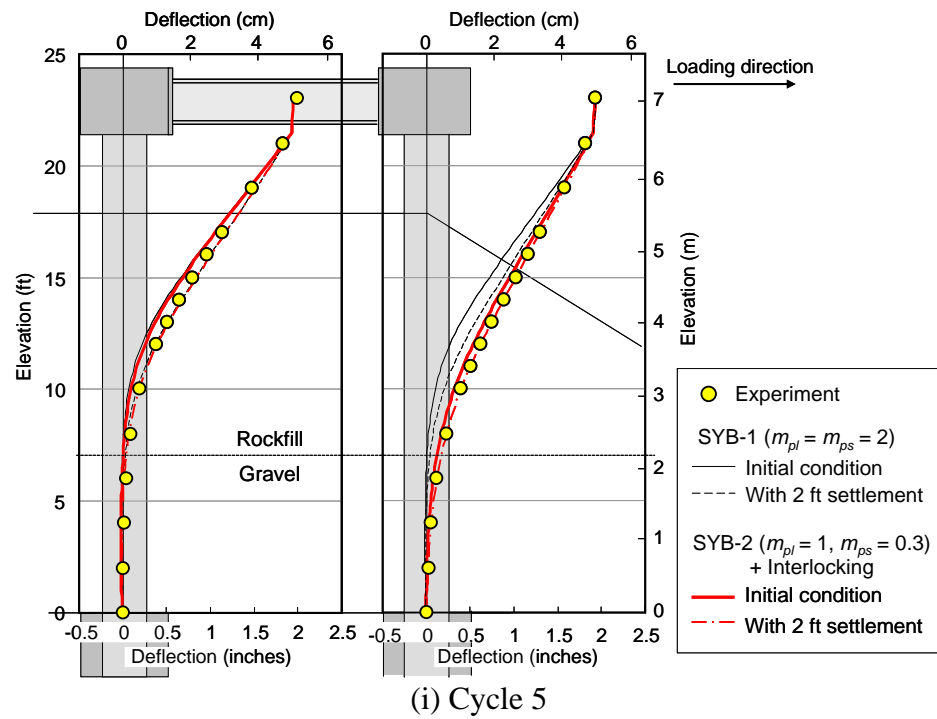 Deflection (cm)
Deflection (cm)
0 2 4 6
0 2 4 6
Loading direction
25
20
15
10
5
0
Elevation (ft)
7
6
5
4
3
2
1
0
Elevation (m)
Rockfill
Gravel
-0.5 0 0.5 1 1.5 2 2.5
-0.5 0 0.5 1 1.5 2 2.5
Deflection (inches)
Deflection (inches)
Experiment
SYB-1 (mpl = mps = 2)
Initial condition
With 2 ft settlement
SYB-2 (mpl = 1, mps = 0.3)
+ Interlocking
Initial condition
With 2 ft settlement
(i) Cycle 5